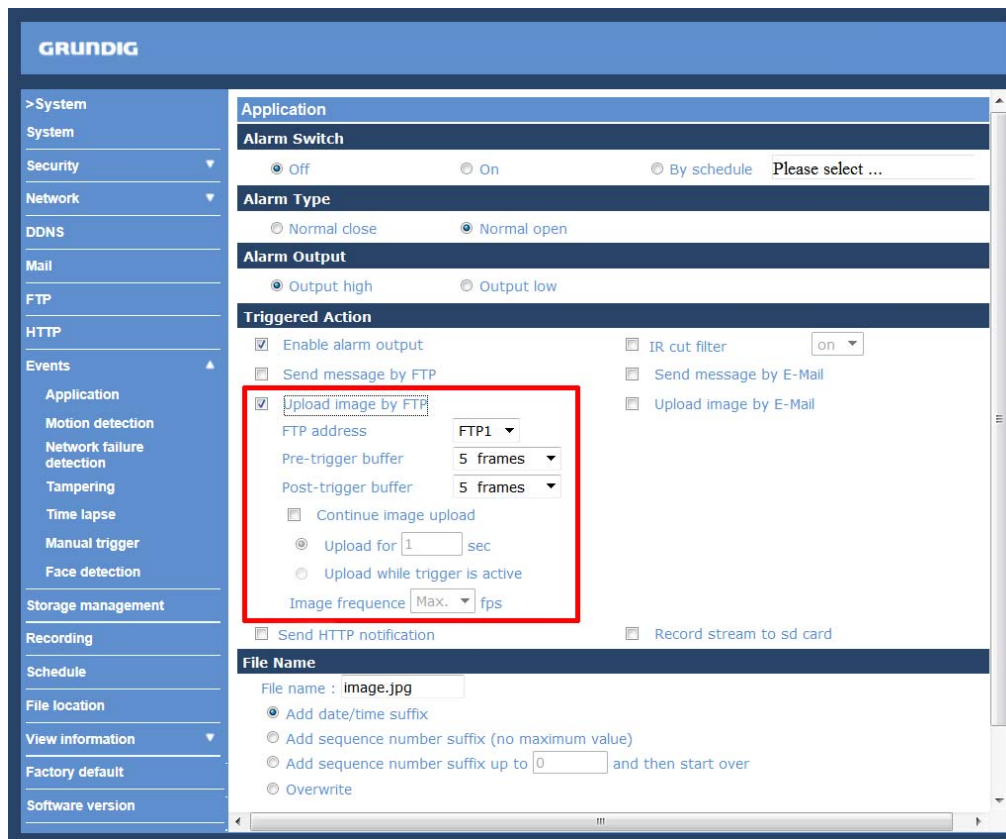 GRUNDIG
>System
System
Security
Network
DDNS
Mail
FTP
HTTP
Events
Application
Motion detection
Network failure
detection
Tampering
Time lapse
Manual trigger
Face detection
Storage management
Recording
Schedule
File location
View information
Factory default
Software version
Application
Alarm Switch
Off On By schedule Please select ...
Alarm Type
Normal close Normal open
Alarm Output
Output high Output low
Triggered Action
Enable alarm output IR cut filter on
Send message by FTP Send message by E-Mail
Upload image by FTP Upload image by E-Mail
FTP address FTP1
Pre-trigger buffer 5 frames
Post-trigger buffer 5 frames
Continue image upload
Upload for 1 sec
Upload while trigger is active
Image frequence Max. fps
Send HTTP notification Record stream to sd card
File Name
File name : image.jpg
Add date/time suffix
Add sequence number suffix (no maximum value)
Add sequence number suffix up to 0 and then start over
Overwrite